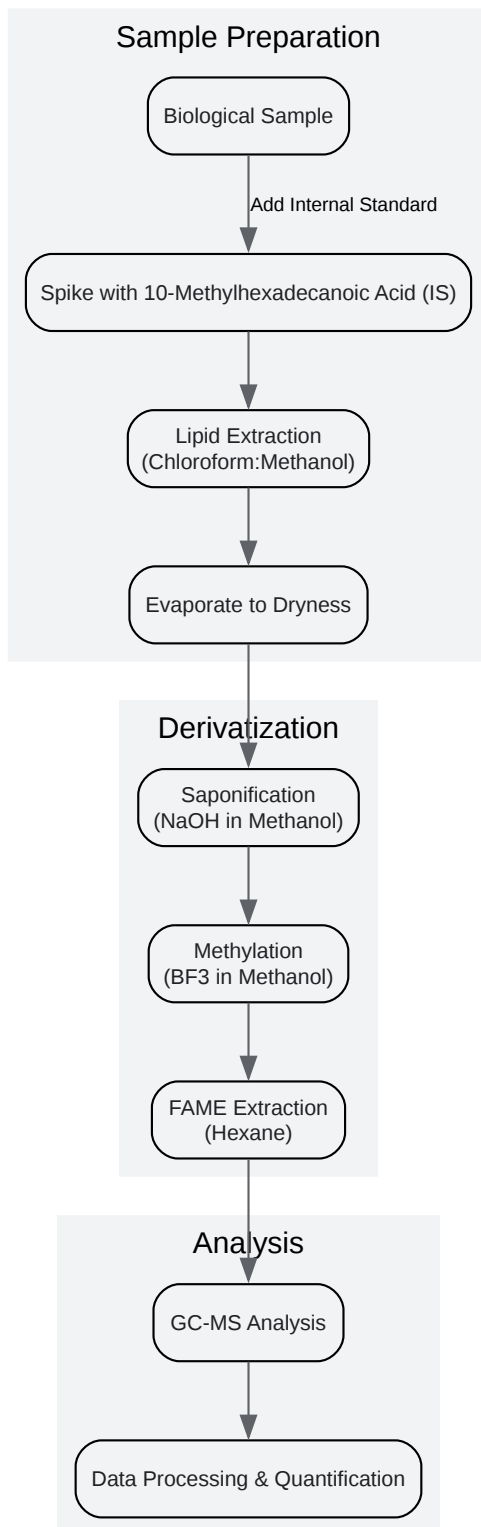 Sample Preparation
Biological Sample
Add Internal Standard
Spike with 10-Methylhexadecanoic Acid (IS)
Lipid Extraction
(Chloroform:Methanol)
Evaporate to Dryness
Derivatization
Saponification
(NaOH in Methanol)
Methylation
(BF3 in Methanol)
FAME Extraction
(Hexane)
Analysis
GC-MS Analysis
Data Processing & Quantification